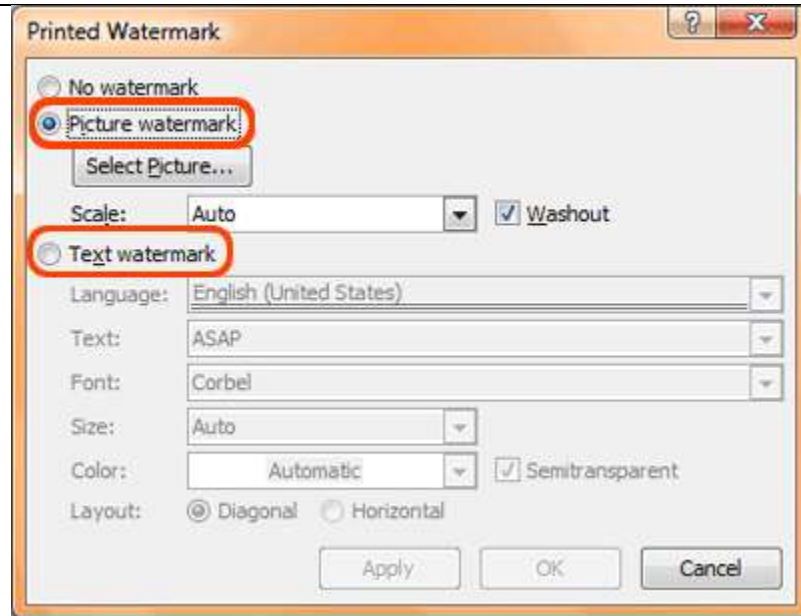 Printed Watermark ?
No watermark
Picture watermark
Select Picture...
Scale: Auto Washout
Text watermark
Language: English (United States)
Text: ASAP
Font: Corbel
Size: Auto
Color: Automatic Semitransparent
Layout: Diagonal Horizontal
Apply OK Cancel